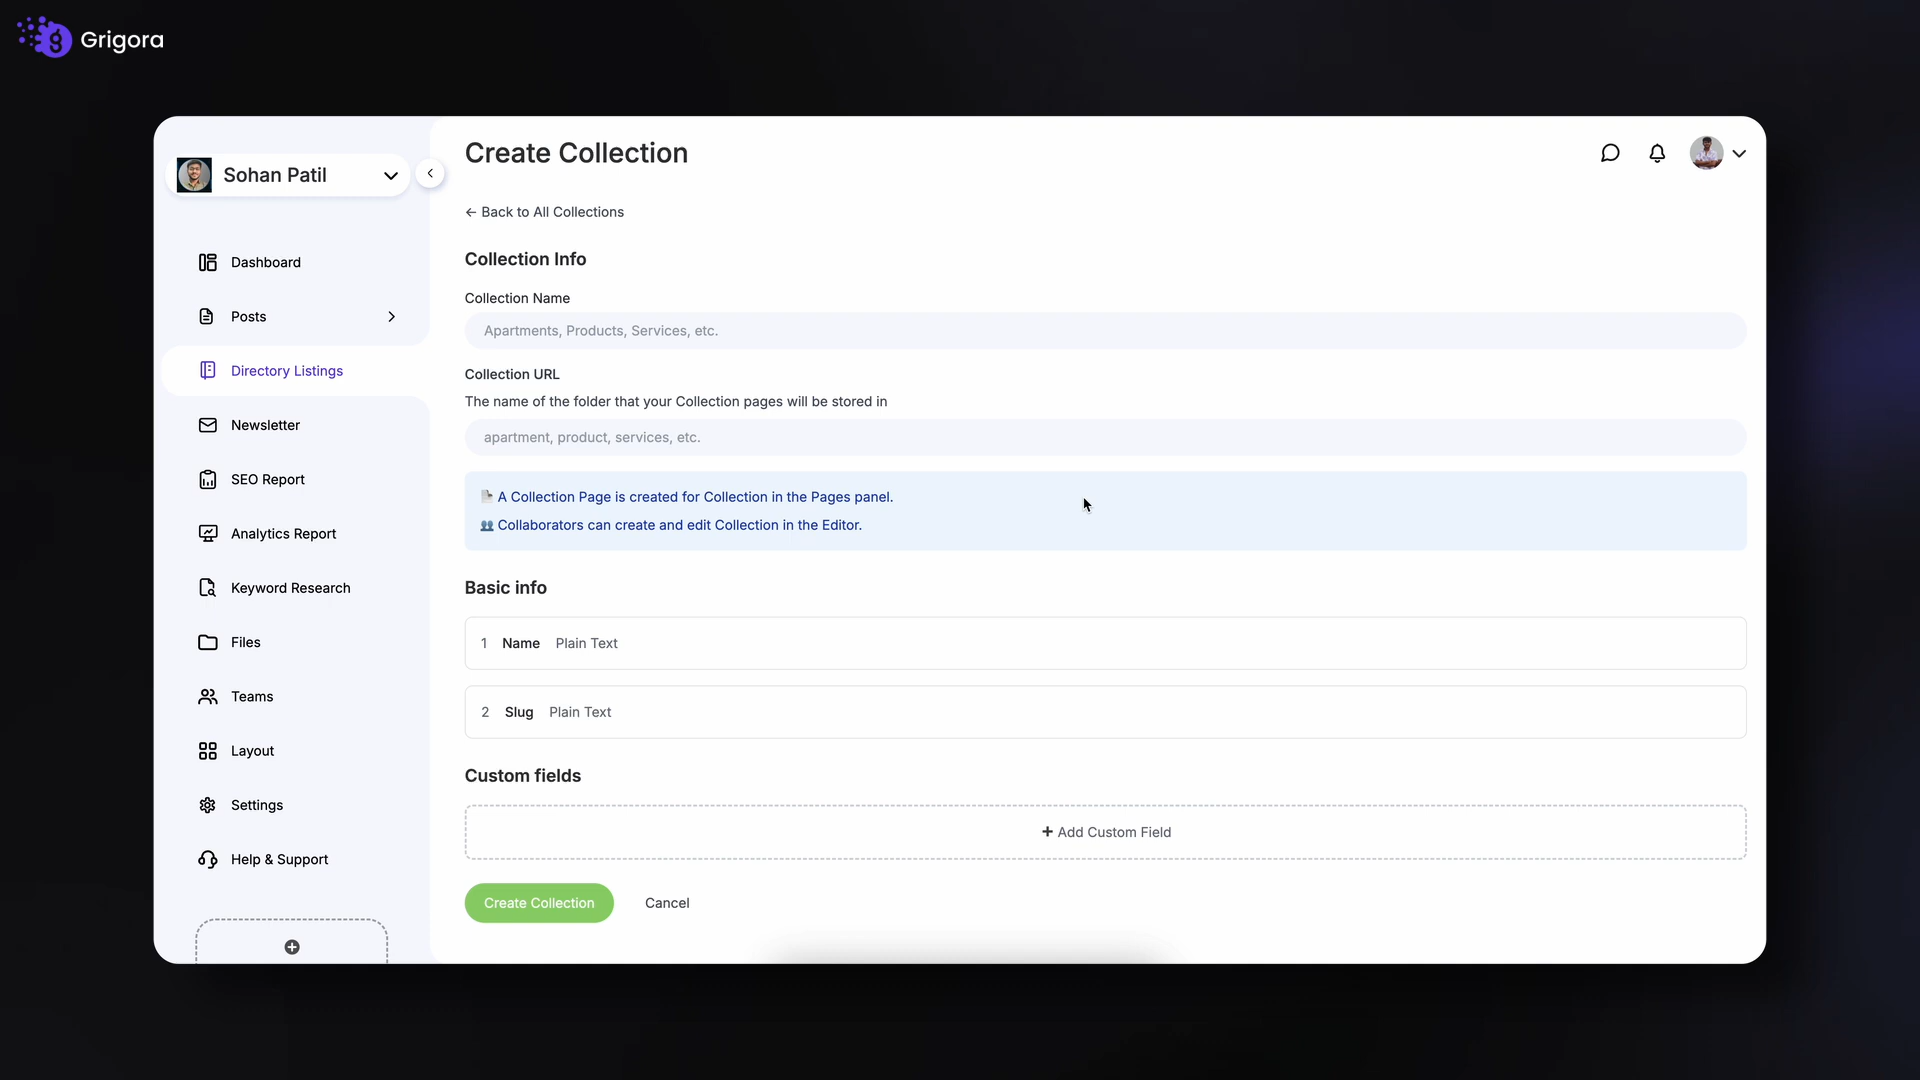 Grigora
Sohan Patil
Dashboard
Posts
Directory Listings
Newsletter
SEO Report
Analytics Report
Keyword Research
Files
Teams
Layout
Settings
Help & Support
Create Collection
← Back to All Collections
Collection Info
Collection Name
Apartments, Products, Services, etc.
Collection URL
The name of the folder that your Collection pages will be stored in
apartment, product, services, etc.
A Collection Page is created for Collection in the Pages panel.
Collaborators can create and edit Collection in the Editor.
Basic info
1 Name Plain Text
2 Slug Plain Text
Custom fields
+ Add Custom Field
Create Collection Cancel